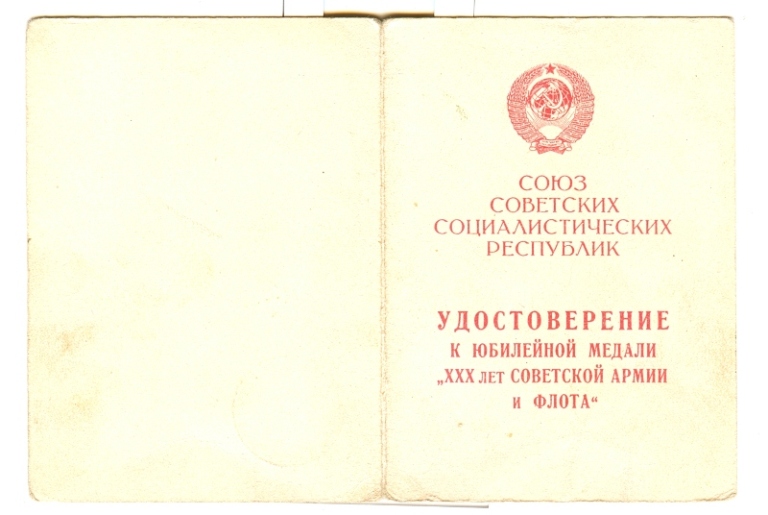 СОЮЗ
СОВЕТСКИХ
СОЦИАЛИСТИЧЕСКИХ
РЕСПУБЛИК
УДОСТОВЕРЕНИЕ
К ЮБИЛЕЙНОЙ МЕДАЛИ
„XXX лет СОВЕТСКОЙ АРМИИ
и ФЛОТА“